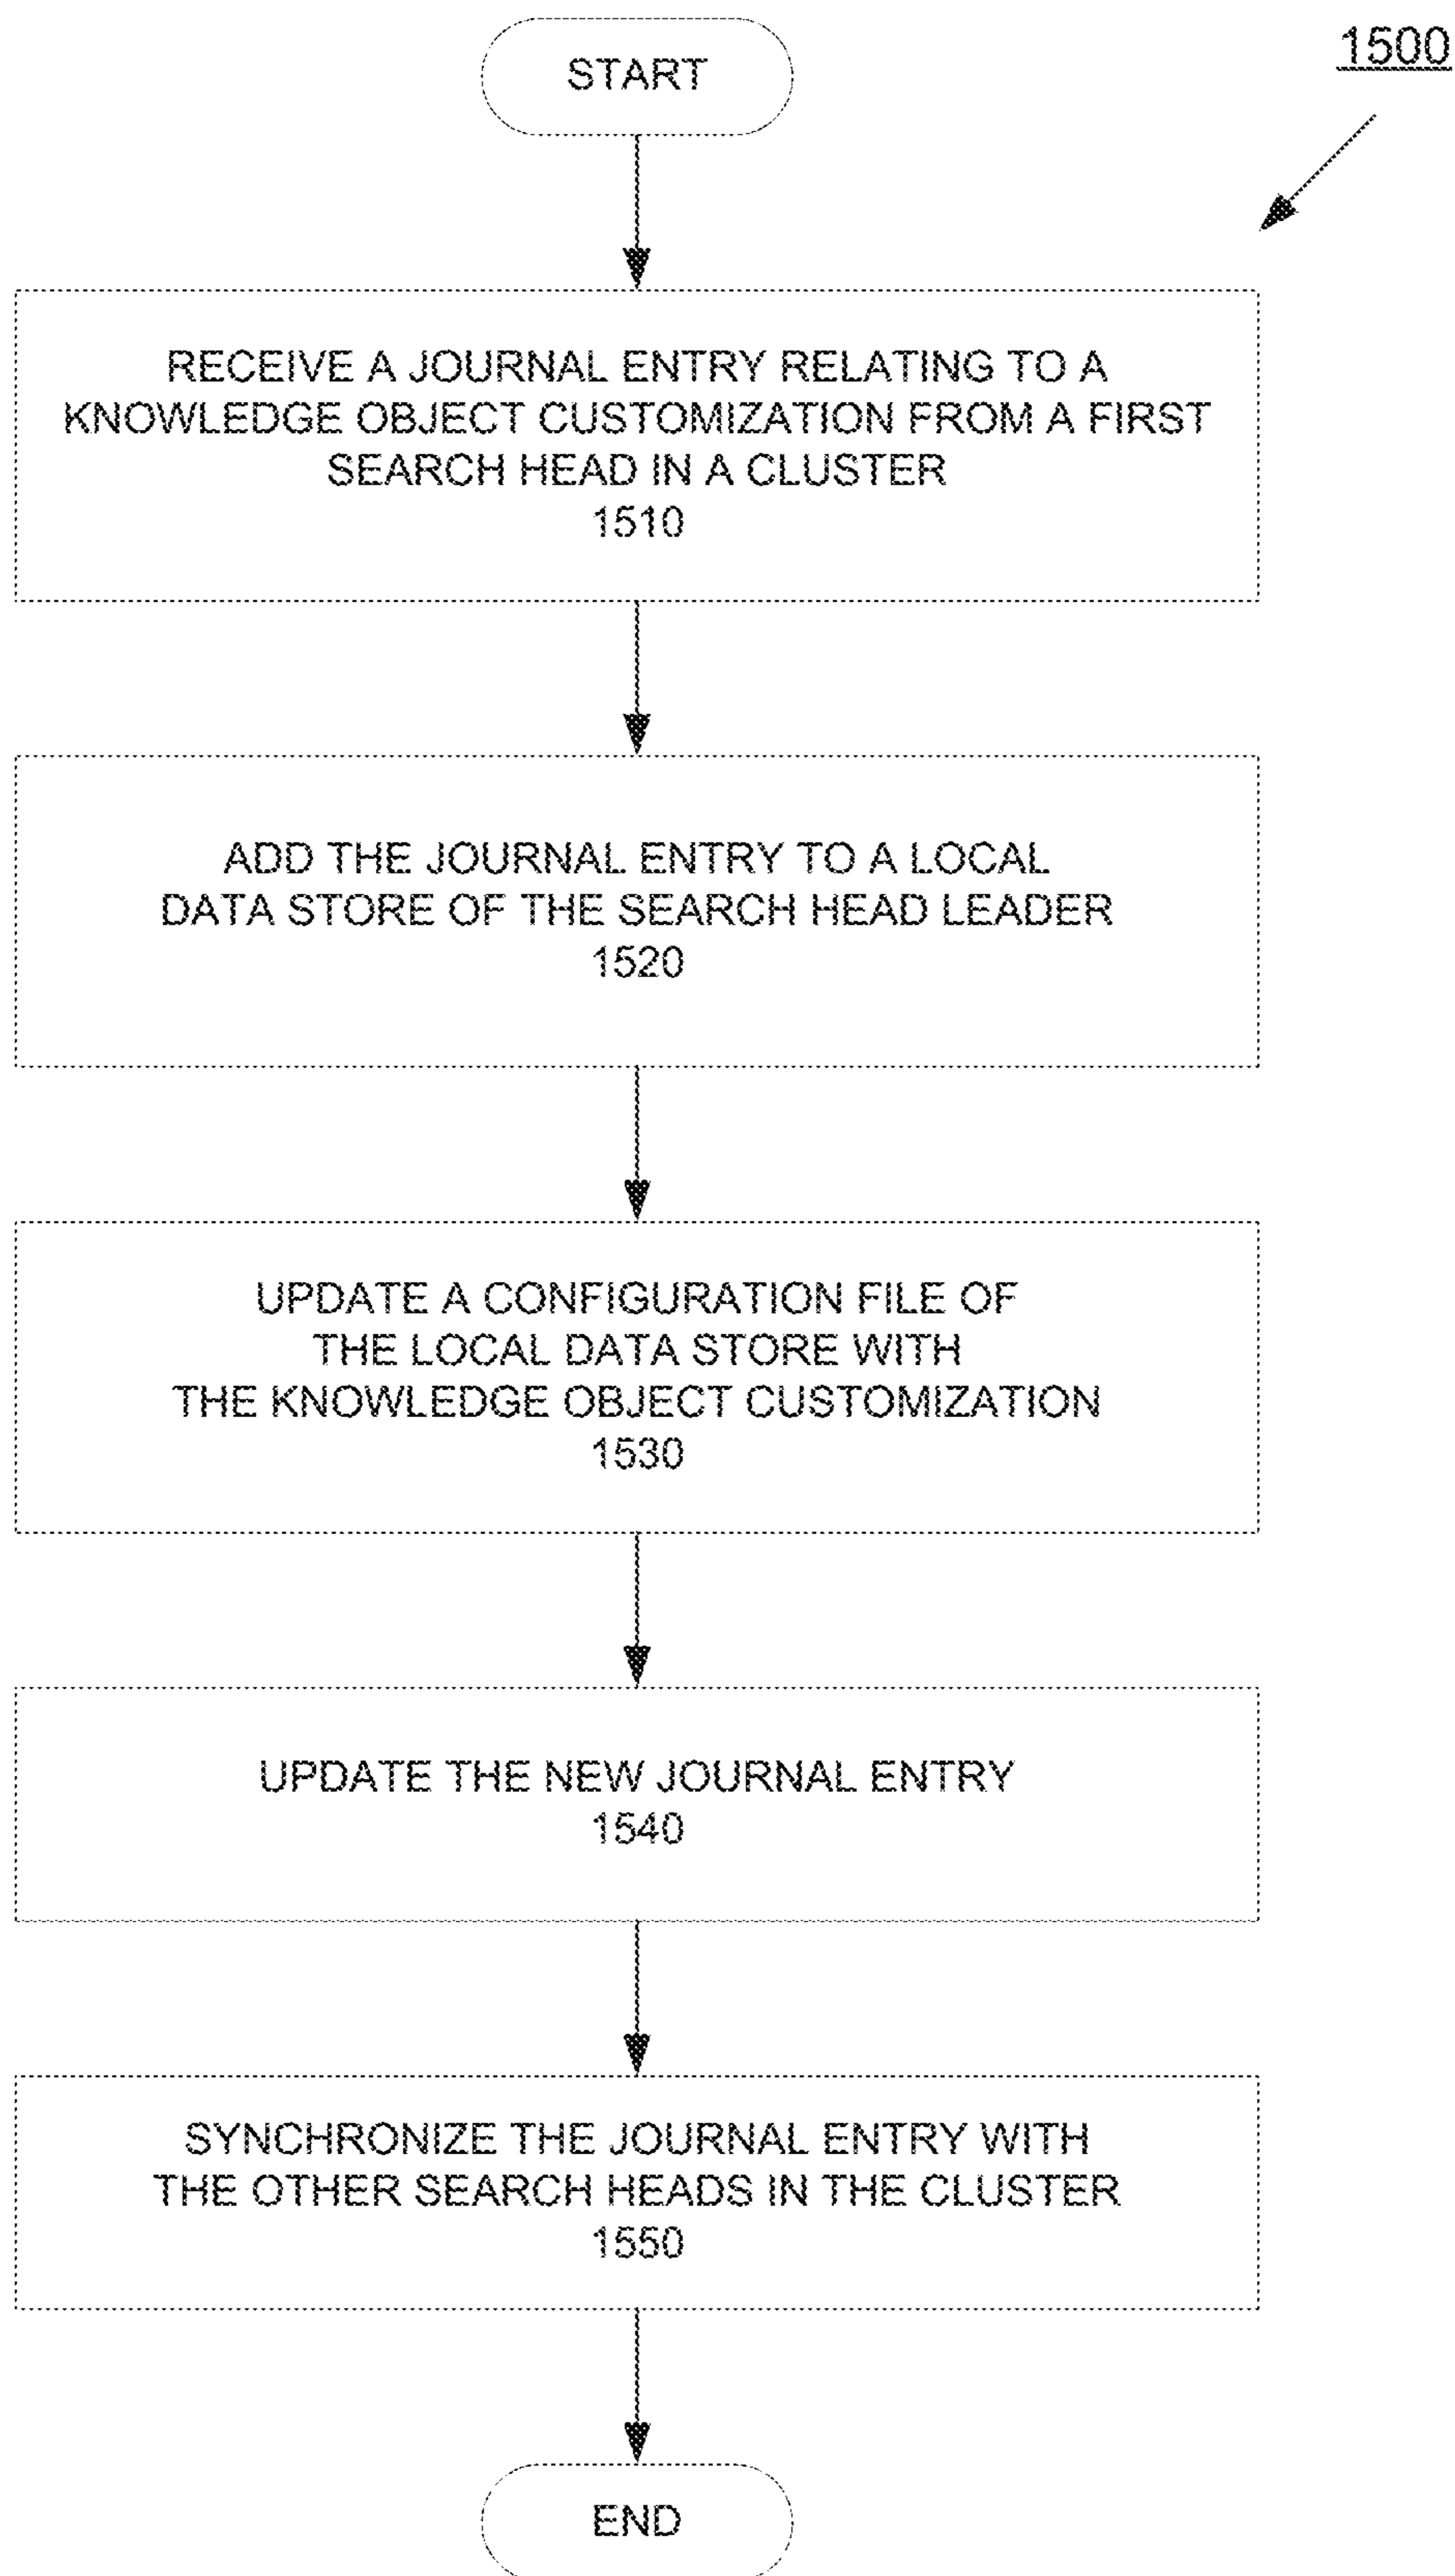 START
1500
RECEIVE A JOURNAL ENTRY RELATING TO A
KNOWLEDGE OBJECT CUSTOMIZATION FROM A FIRST
SEARCH HEAD IN A CLUSTER
1510
ADD THE JOURNAL ENTRY TO A LOCAL
DATA STORE OF THE SEARCH HEAD LEADER
1520
UPDATE A CONFIGURATION FILE OF
THE LOCAL DATA STORE WITH
THE KNOWLEDGE OBJECT CUSTOMIZATION
1530
UPDATE THE NEW JOURNAL ENTRY
1540
SYNCHRONIZE THE JOURNAL ENTRY WITH
THE OTHER SEARCH HEADS IN THE CLUSTER
1550
END